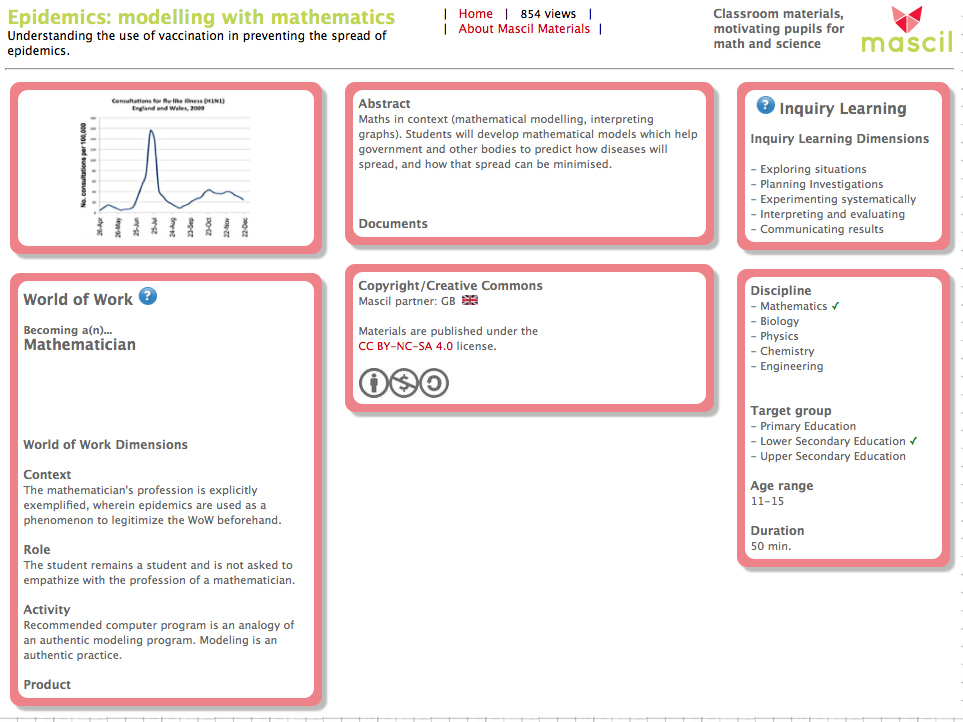 Epidemics: modelling with mathematics
Understanding the use of vaccination in preventing the spread of
epidemics.
| Home | 854 views |
| About Mascil Materials |
Classroom materials,
motivating pupils for
math and science
mascil
Consultations for flu-like illness (H1N1)
England and Wales, 2009
No. consultations per 100,000
26-Apr
26-May
25-Jun
25-Jul
24-Aug
23-Sep
23-Oct
22-Nov
22-Dec
World of Work ?
Becoming a(n)...
Mathematician
World of Work Dimensions
Context
The mathematician's profession is explicitly
exemplified, wherein epidemics are used as a
phenomenon to legitimize the WoW beforehand.
Role
The student remains a student and is not asked to
empathize with the profession of a mathematician.
Activity
Recommended computer program is an analogy of
an authentic modeling program. Modeling is an
authentic practice.
Product
Abstract
Maths in context (mathematical modelling, interpreting
graphs). Students will develop mathematical models which help
government and other bodies to predict how diseases will
spread, and how that spread can be minimised.
Documents
Copyright/Creative Commons
Mascil partner: GB
Materials are published under the
CC BY-NC-SA 4.0 license.
? Inquiry Learning
Inquiry Learning Dimensions
- Exploring situations
- Planning Investigations
- Experimenting systematically
- Interpreting and evaluating
- Communicating results
Discipline
- Mathematics ✓
- Biology
- Physics
- Chemistry
- Engineering
Target group
- Primary Education
- Lower Secondary Education ✓
- Upper Secondary Education
Age range
11-15
Duration
50 min.